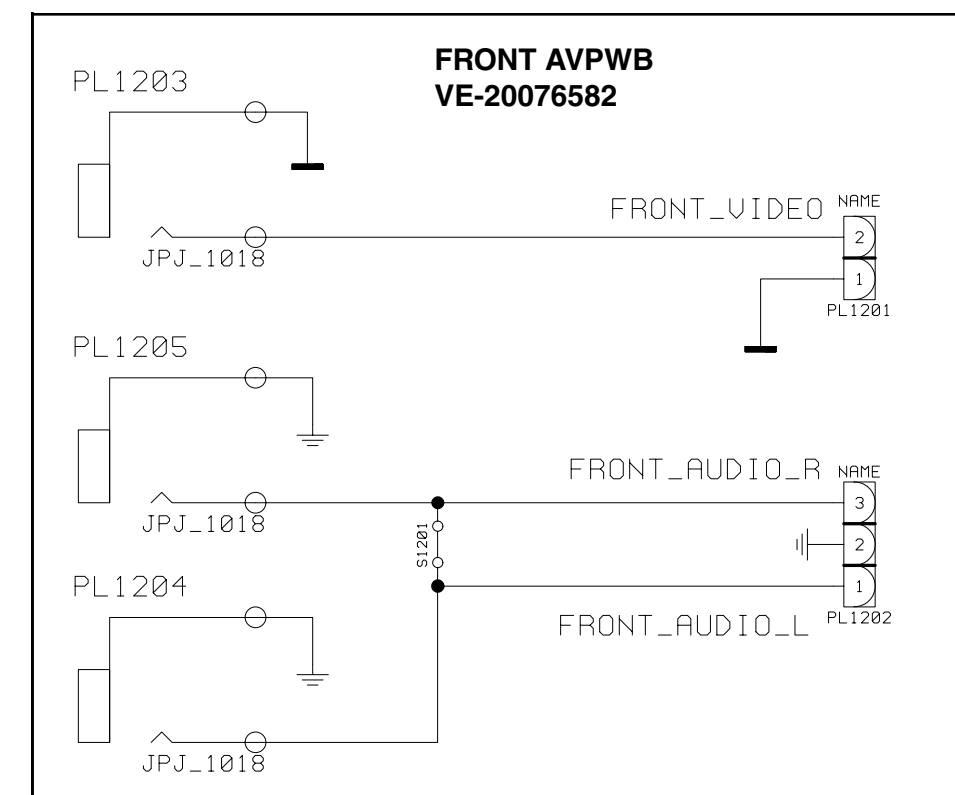 FRONT AVPWB
VE-20076582
PL1203
JPJ_1018
FRONT_VIDEO
NAME
2
1
PL1201
PL1205
JPJ_1018
FRONT_AUDIO_R
NAME
3
2
1
PL1202
S1201
FRONT_AUDIO_L
PL1204
JPJ_1018